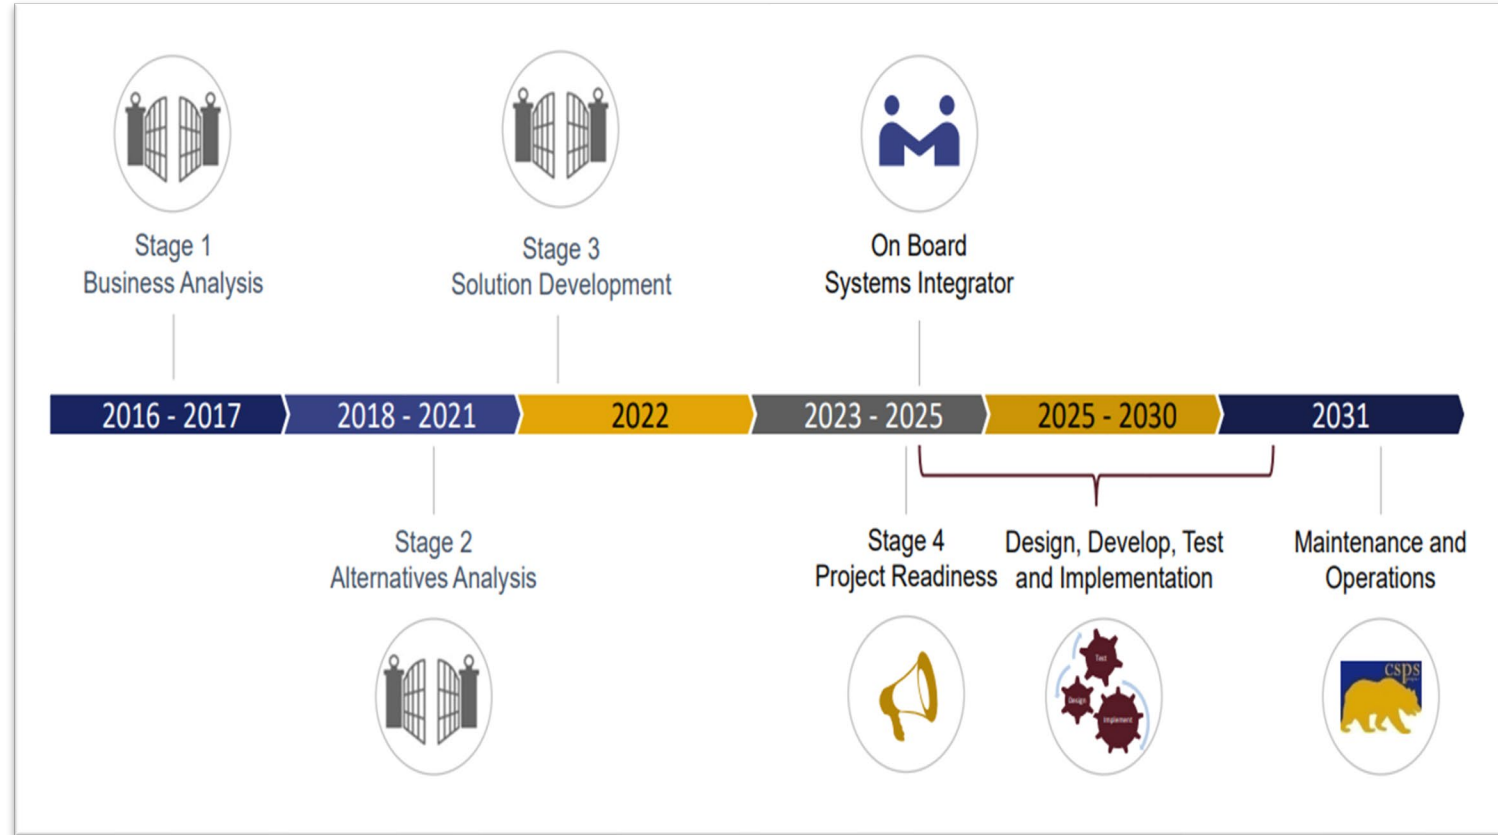 Stage 1
Business Analysis
Stage 3
Solution Development
On Board
Systems Integrator
2016 - 2017
2018 - 2021
2022
2023 - 2025
2025 - 2030
2031
Stage 2
Alternatives Analysis
Stage 4
Project Readiness
Design, Develop, Test
and Implementation
Maintenance and
Operations
Test
Design
Implement
csps